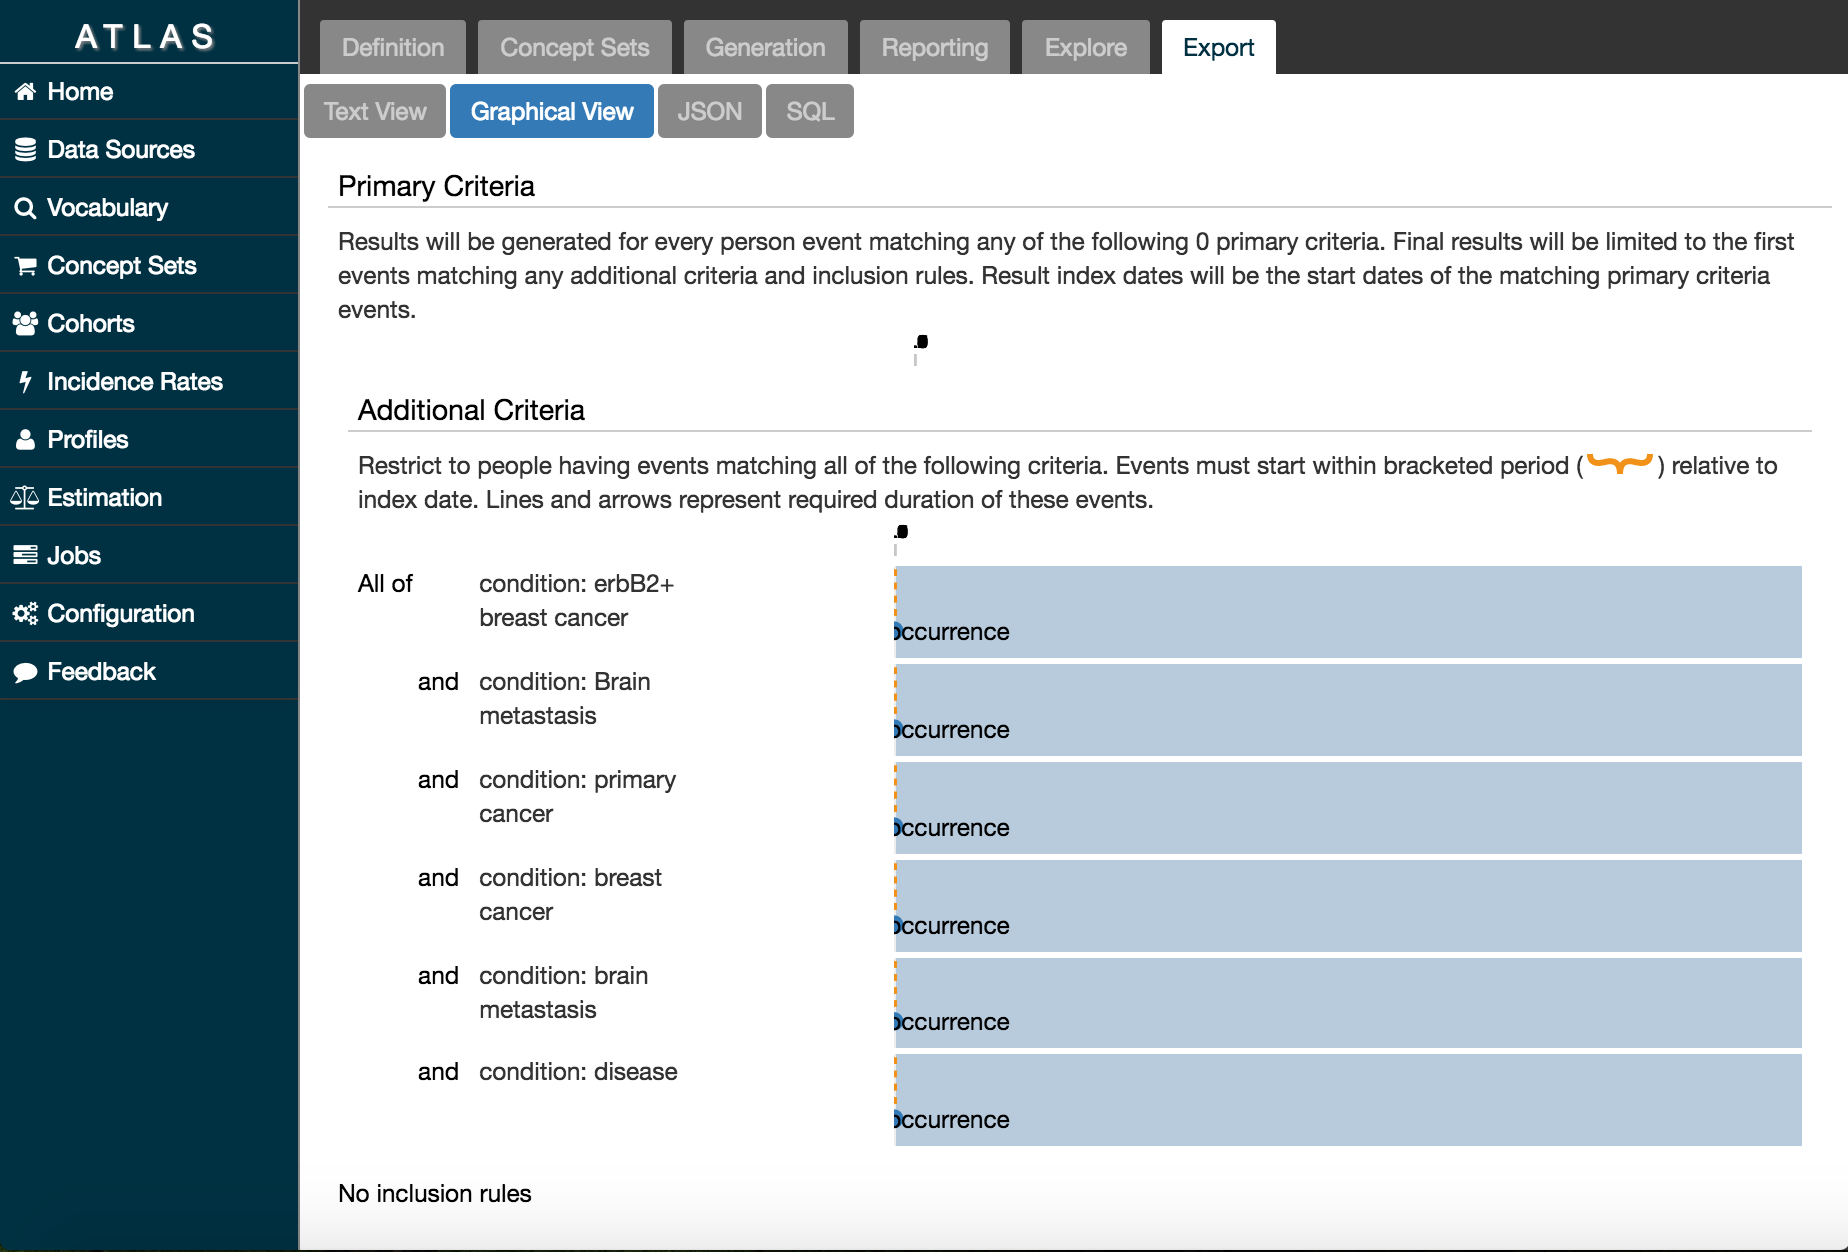 ATLAS
Home
Data Sources
Vocabulary
Concept Sets
Cohorts
Incidence Rates
Profiles
Estimation
Jobs
Configuration
Feedback
Definition Concept Sets Generation Reporting Explore Export
Text View Graphical View JSON SQL
Primary Criteria
Results will be generated for every person event matching any of the following 0 primary criteria. Final results will be limited to the first
events matching any additional criteria and inclusion rules. Result index dates will be the start dates of the matching primary criteria
events.
Additional Criteria
Restrict to people having events matching all of the following criteria. Events must start within bracketed period ( ) relative to
index date. Lines and arrows represent required duration of these events.
All of condition: erbB2+
breast cancer
occurrence
and condition: Brain
metastasis
occurrence
and condition: primary
cancer
occurrence
and condition: breast
cancer
occurrence
and condition: brain
metastasis
occurrence
and condition: disease
occurrence
No inclusion rules